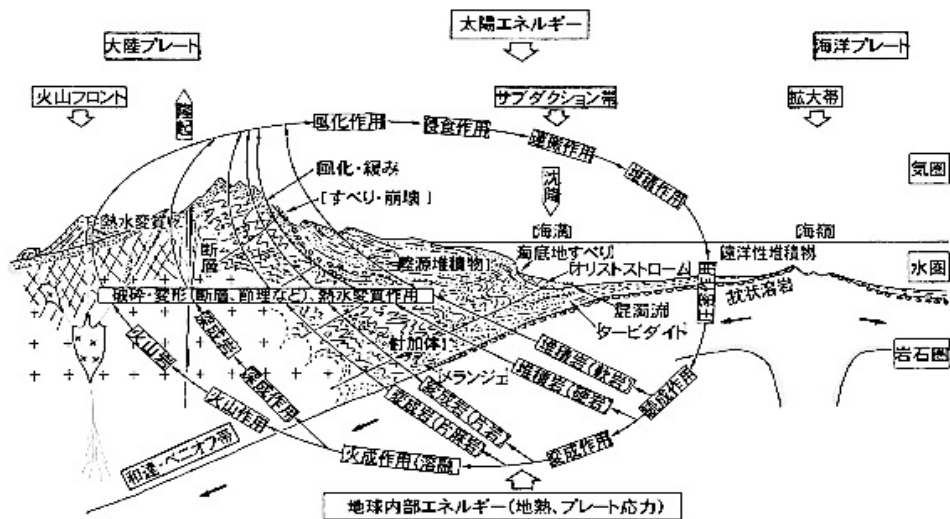 太陽エネルギー
大陸プレート
海洋プレート
火山フロント
サブダクション帯
拡大帯
隆起
風化作用
侵食作用
運搬作用
堆積作用
気圏
風化・緩み
[すべり・崩壊]
沈降
熱水変質
断層
[海溝]
[海嶺]
海底地すべり
遠洋性堆積物
陸源堆積物
[オリストストローム]
水圏
圧密作用
枕状溶岩
破砕・変形(断層、節理など)、熱水変質作用
混濁流
タービダイト
付加体
岩石圏
火山岩
深成岩
堆積岩(軟岩)
堆積岩(硬岩)
メランジェ
続成作用
火山作用
深成作用
変成岩(片麻岩)
変成岩(片岩)
変成作用
和達・ベニオフ帯
火成作用(溶融)
地球内部エネルギー(地熱、プレート応力)